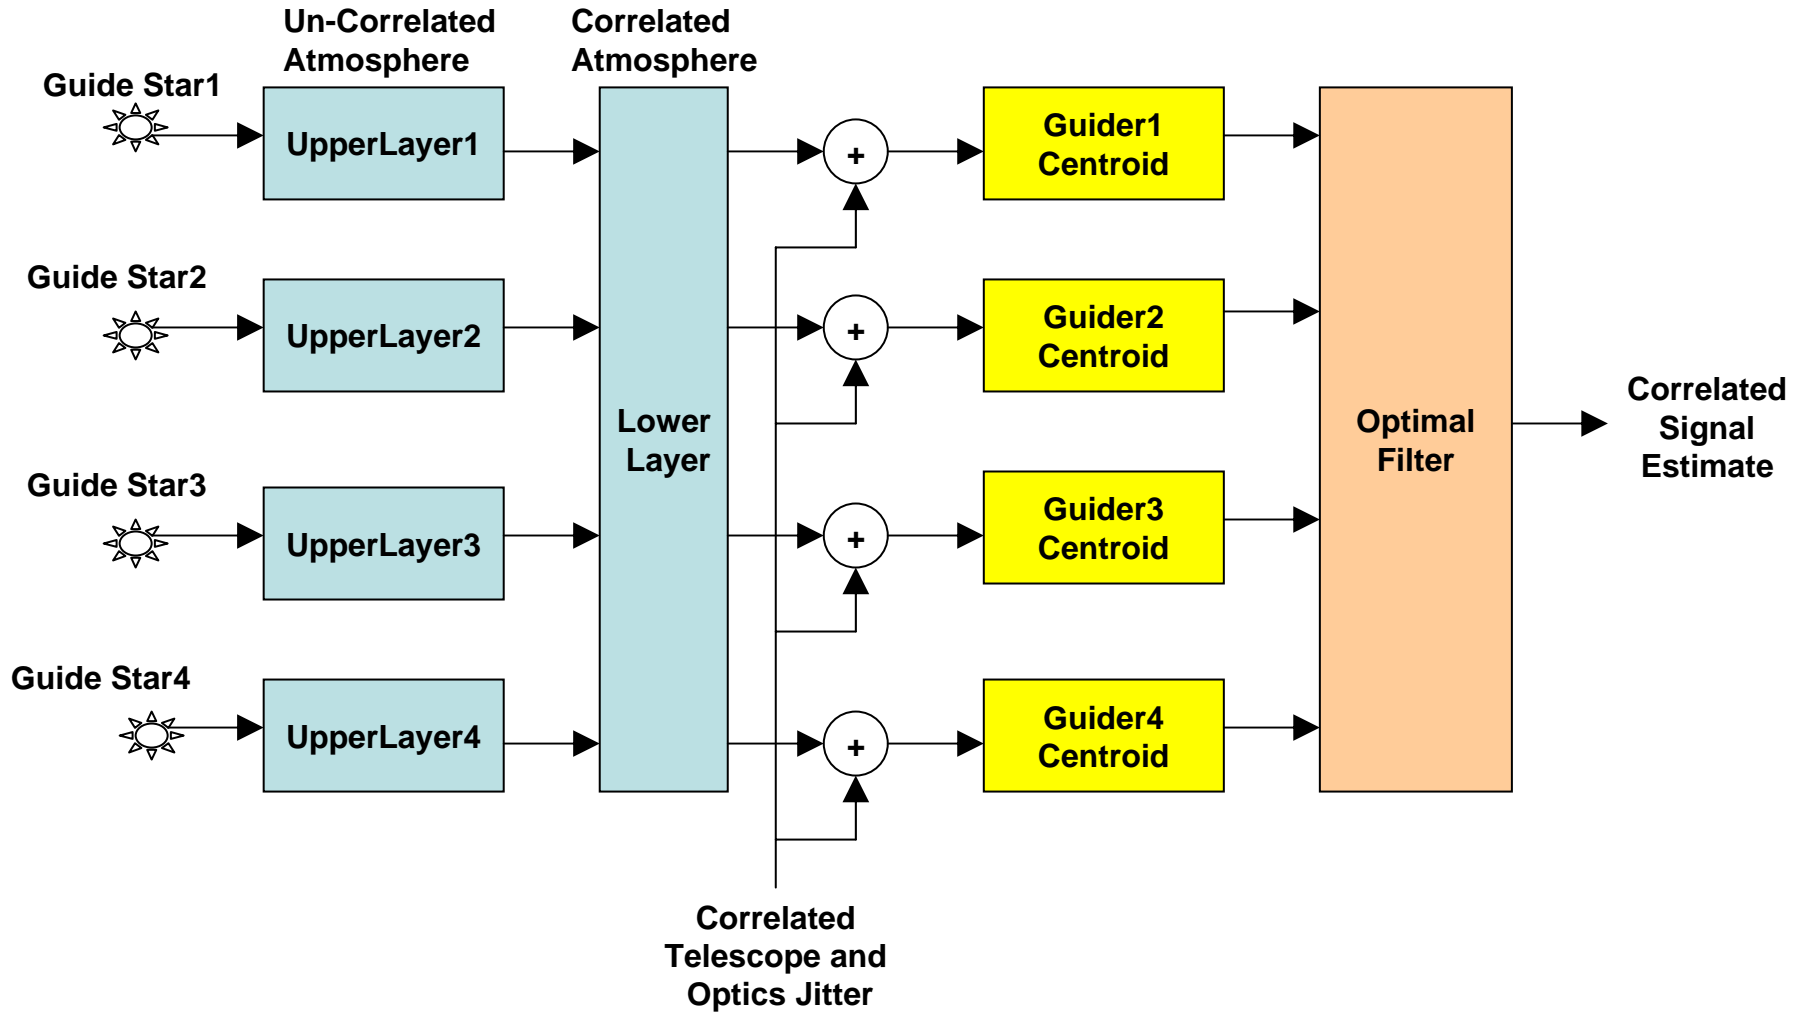 Un-Correlated
Atmosphere
Correlated
Atmosphere
Guide Star1
UpperLayer1
+
Guider1
Centroid
Guide Star2
UpperLayer2
+
Guider2
Centroid
Lower
Layer
Optimal
Filter
Correlated
Signal
Estimate
Guide Star3
UpperLayer3
+
Guider3
Centroid
Guide Star4
UpperLayer4
+
Guider4
Centroid
Correlated
Telescope and
Optics Jitter